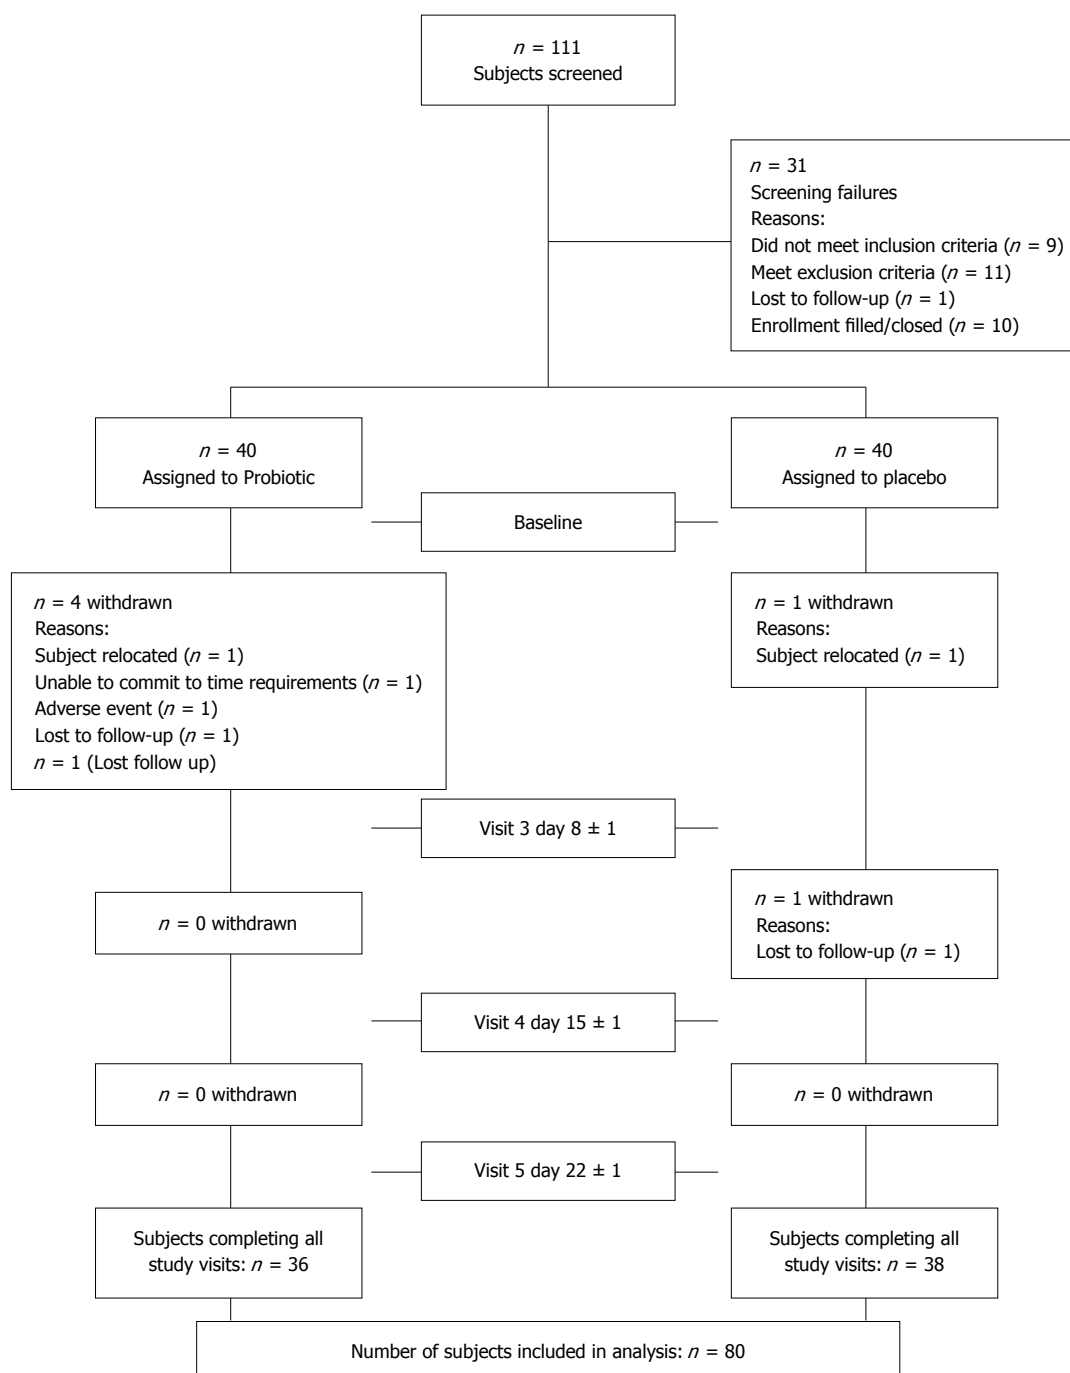 n = 111
Subjects screened
n = 31
Screening failures
Reasons:
Did not meet inclusion criteria (n = 9)
Meet exclusion criteria (n = 11)
Lost to follow-up (n = 1)
Enrollment filled/closed (n = 10)
n = 40
Assigned to Probiotic
n = 40
Assigned to placebo
Baseline
n = 4 withdrawn
Reasons:
Subject relocated (n = 1)
Unable to commit to time requirements (n = 1)
Adverse event (n = 1)
Lost to follow-up (n = 1)
n = 1 (Lost follow up)
n = 1 withdrawn
Reasons:
Subject relocated (n = 1)
Visit 3 day 8 ± 1
n = 0 withdrawn
n = 1 withdrawn
Reasons:
Lost to follow-up (n = 1)
Visit 4 day 15 ± 1
n = 0 withdrawn
n = 0 withdrawn
Visit 5 day 22 ± 1
Subjects completing all
study visits: n = 36
Subjects completing all
study visits: n = 38
Number of subjects included in analysis: n = 80